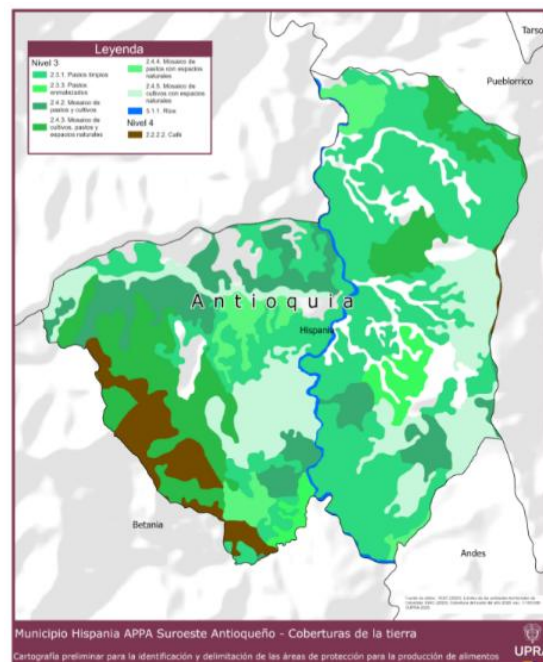 Leyenda
Nivel 3
2.3.1. Pastos limpios
2.3.3. Pastos enmalezados
2.4.2. Mosaico de pastos y cultivos
2.4.3. Mosaico de cultivos, pastos y espacios naturales
2.4.4. Mosaico de pastos con espacios naturales
2.4.5. Mosaico de cultivos con espacios naturales
5.1.1. Ríos
Nivel 4
2.2.2.2. Café
Tarso
Pueblorrico
Antioquia
Hispania
Betania
Andes
Municipio Hispania APPA Suroeste Antioqueño - Coberturas de la tierra
Cartografía preliminar para la identificación y delimitación de las áreas de protección para la producción de alimentos
UPRA